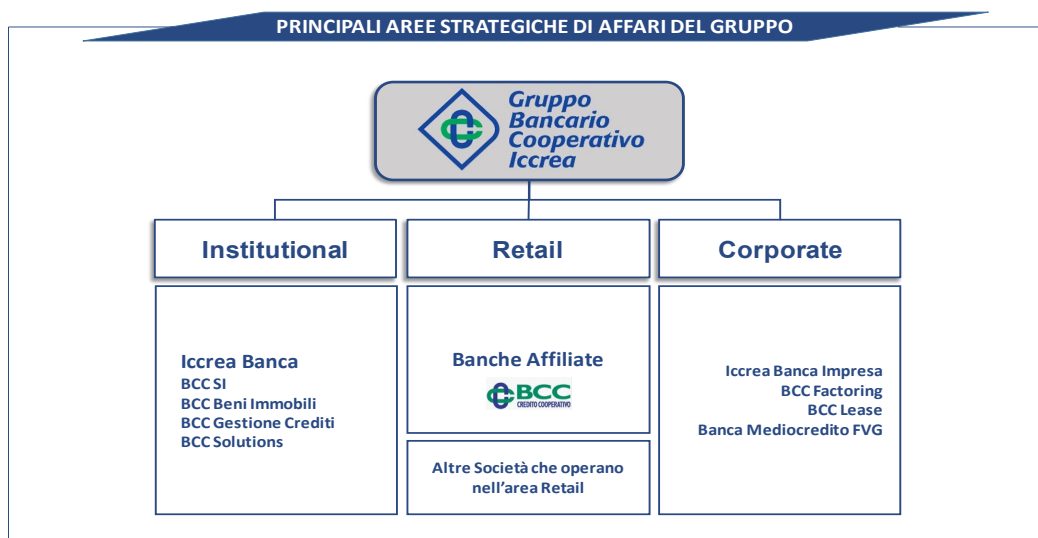 PRINCIPALI AREE STRATEGICHE DI AFFARI DEL GRUPPO
Gruppo
Bancario
Cooperativo
Iccrea
Institutional
Retail
Corporate
Iccrea Banca
BCC SI
BCC Beni Immobili
BCC Gestione Crediti
BCC Solutions
Banche Affiliate
BCC
CREDITO COOPERATIVO
Altre Società che operano
nell'area Retail
Iccrea Banca Impresa
BCC Factoring
BCC Lease
Banca Mediocredito FVG